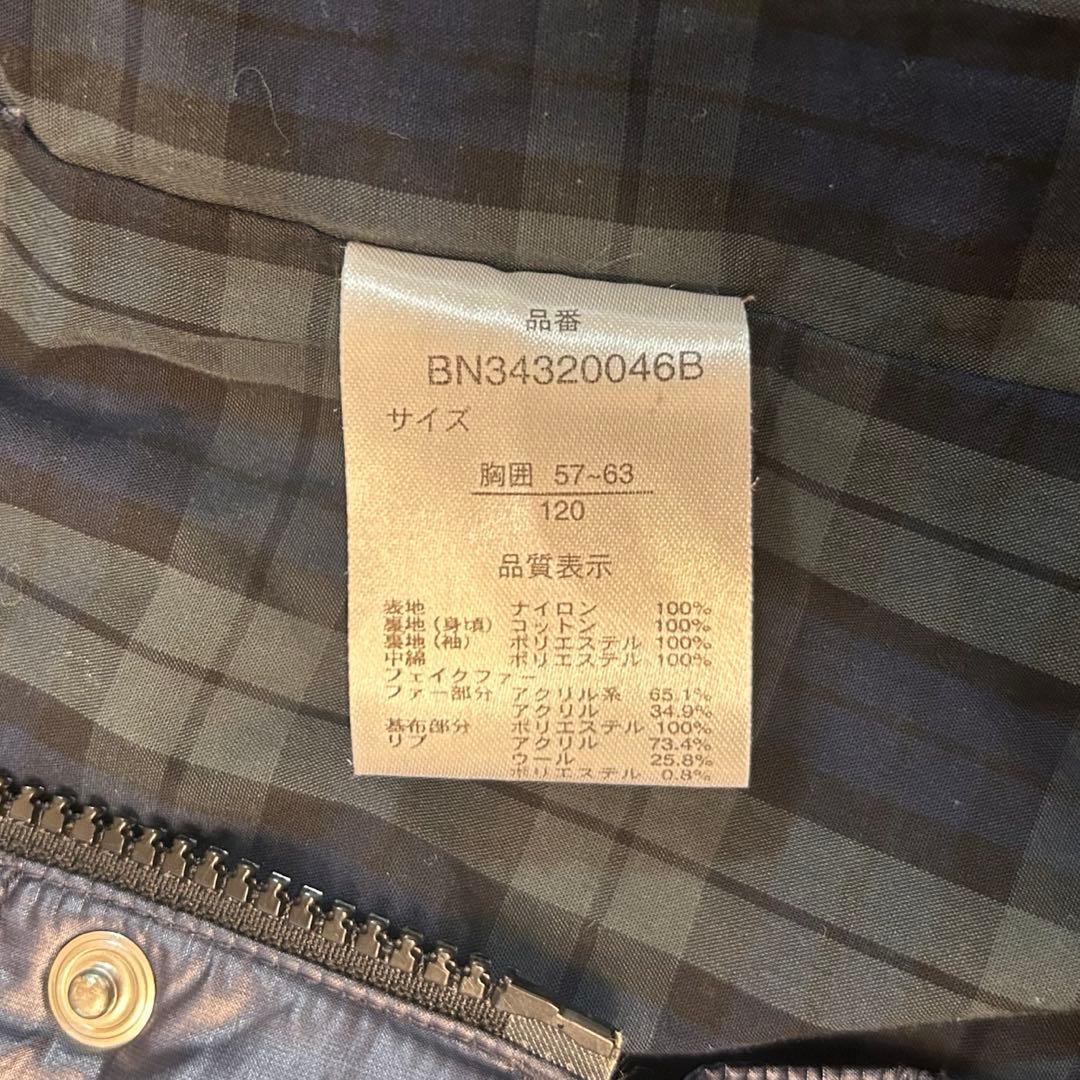 品番
BN34320046B
サイズ
胸囲 57~63
120
品質表示
表地 ナイロン 100%
裏地(身頃) コットン 100%
裏地(袖) ポリエステル 100%
中綿 ポリエステル 100%
フェイクファー
ファー部分 アクリル系 65.1%
アクリル 34.9%
基布部分 ポリエステル 100%
リブ アクリル 73.4%
ウール 25.8%
ポリエステル 0.8%